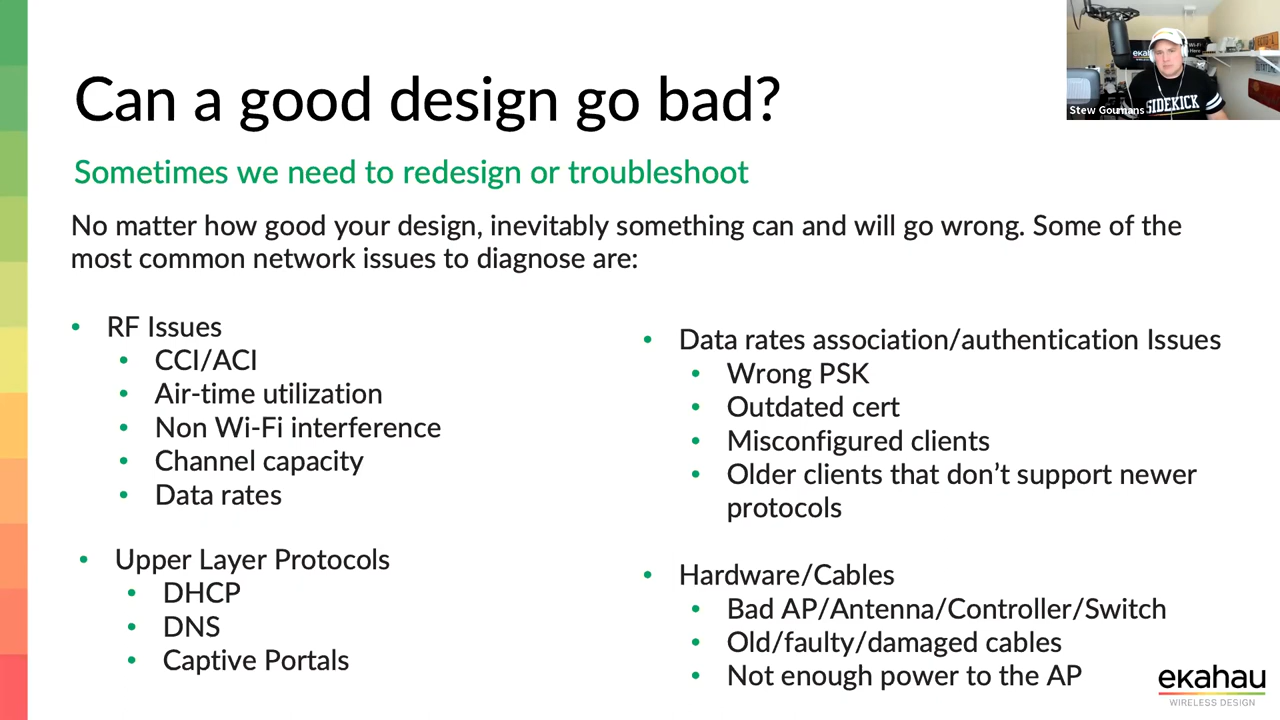 Can a good design go bad?
Sometimes we need to redesign or troubleshoot
No matter how good your design, inevitably something can and will go wrong. Some of the
most common network issues to diagnose are:
• RF Issues
• CCI/ACI
• Air-time utilization
• Non Wi-Fi interference
• Channel capacity
• Data rates
• Upper Layer Protocols
• DHCP
• DNS
• Captive Portals
• Data rates association/authentication Issues
• Wrong PSK
• Outdated cert
• Misconfigured clients
• Older clients that don’t support newer
protocols
• Hardware/Cables
• Bad AP/Antenna/Controller/Switch
• Old/faulty/damaged cables
• Not enough power to the AP
ekahau
WIRELESS DESIGN
SIDEKICK
Stew Goumans